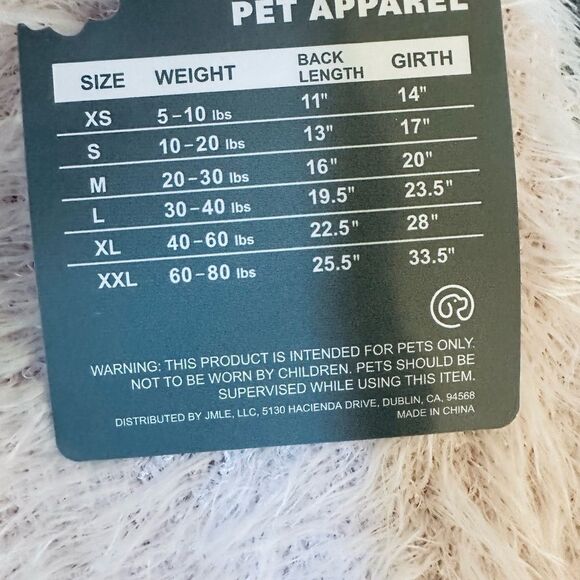 PET APPAREL
SIZE WEIGHT BACK LENGTH GIRTH
XS 5-10 lbs 11" 14"
S 10-20 lbs 13" 17"
M 20-30 lbs 16" 20"
L 30-40 lbs 19.5" 23.5"
XL 40-60 lbs 22.5" 28"
XXL 60-80 lbs 25.5" 33.5"
WARNING: THIS PRODUCT IS INTENDED FOR PETS ONLY.
NOT TO BE WORN BY CHILDREN. PETS SHOULD BE
SUPERVISED WHILE USING THIS ITEM.
DISTRIBUTED BY JMLE, LLC, 5130 HACIENDA DRIVE, DUBLIN, CA, 94568
MADE IN CHINA